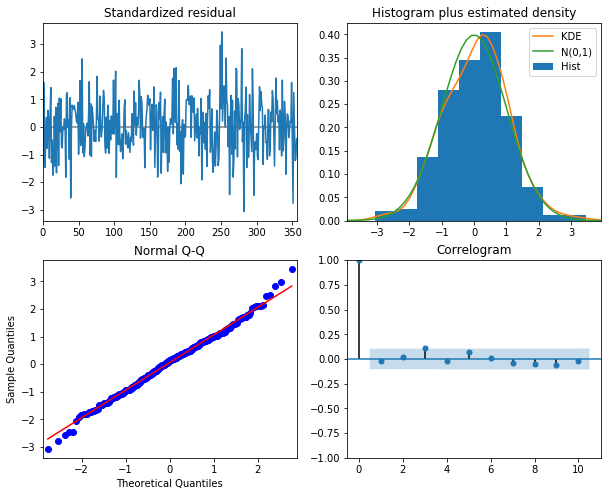 Standardized residual
3
2
1
0
−1
−2
−3
0 50 100 150 200 250 300 350
Histogram plus estimated density
0.40
0.35
0.30
0.25
0.20
0.15
0.10
0.05
0.00
−3 −2 −1 0 1 2 3
KDE
N(0,1)
Hist
Normal Q-Q
Sample Quantiles
3
2
1
0
−1
−2
−3
−2 −1 0 1 2
Theoretical Quantiles
Correlogram
1.00
0.75
0.50
0.25
0.00
−0.25
−0.50
−0.75
−1.00
0 2 4 6 8 10